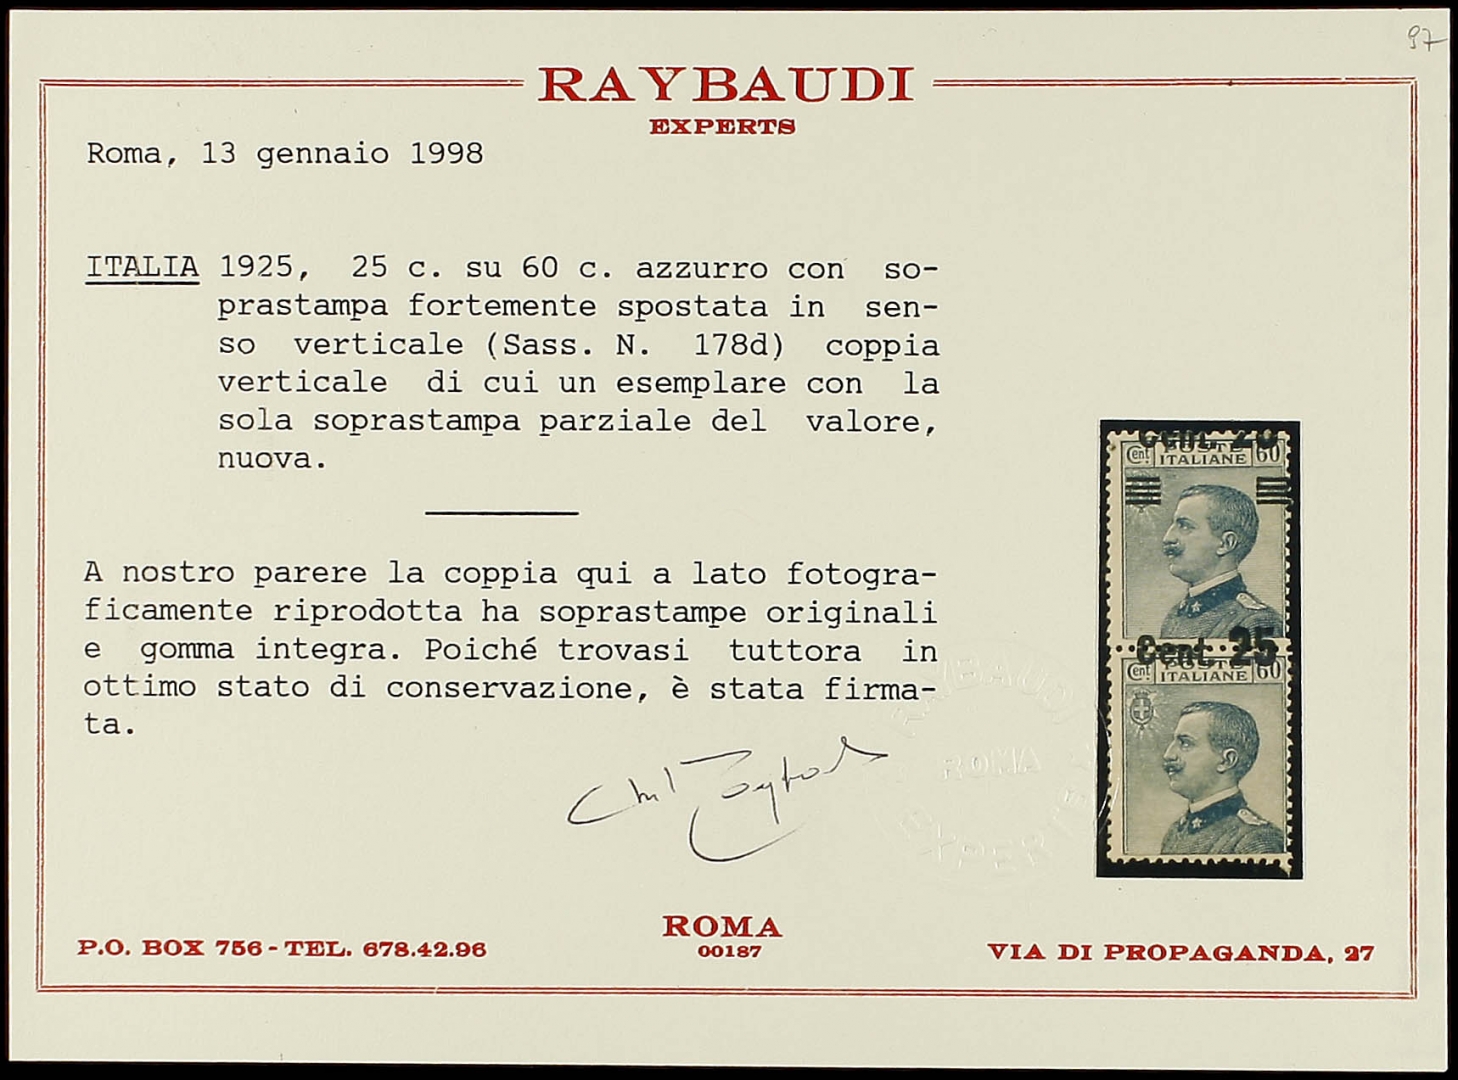 97
RAYBAUDI
EXPERTS
Roma, 13 gennaio 1998
ITALIA 1925, 25 c. su 60 c. azzurro con so-
prastampa fortemente spostata in sen-
so verticale (Sass. N. 178d) coppia
verticale di cui un esemplare con la
sola soprastampa parziale del valore,
nuova.
A nostro parere la coppia qui a lato fotogra-
ficamente riprodotta ha soprastampe originali
e gomma integra. Poiché trovasi tuttora in
ottimo stato di conservazione, è stata firma-
ta.
Cent.
Cent. POSTE 60
ITALIANE
Cent. 25
Cent. POSTE 60
ITALIANE
RAYBAUDI
ROMA
EXPERTS
ROMA
00187
P.O. BOX 756 - TEL. 678.42.96
VIA DI PROPAGANDA, 27